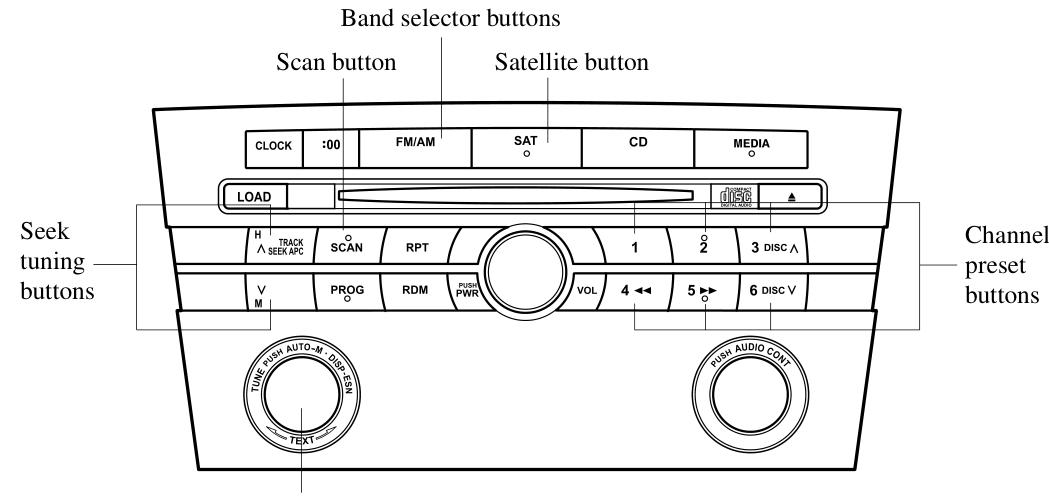 Band selector buttons
Scan button
Satellite button
CLOCK
:00
FM/AM
SAT
CD
MEDIA
LOAD
COMPACT
disc
DIGITAL AUDIO
Seek
tuning
buttons
H
TRACK
∧ SEEK APC
SCAN
RPT
1
2
3 DISC ∧
Channel
preset
buttons
∨
M
PROG
RDM
PUSH
PWR
VOL
4 ◄◄
5 ►►
6 DISC ∨
TUNE PUSH AUTO-M · DISP-ESN
TEXT
PUSH AUDIO CONT